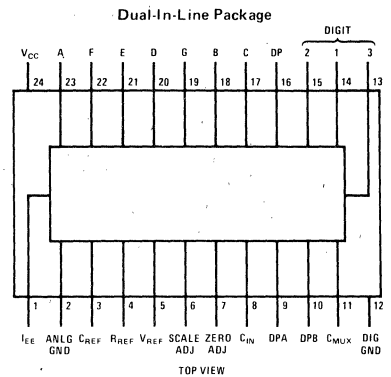 Dual-In-Line Package
DIGIT
VCC A F E D G B C DP 2 1 3
24 23 22 21 20 19 18 17 16 15 14 13
1 2 3 4 5 6 7 8 9 10 11 12
IEE ANLG GND CREF RREF VREF SCALE ADJ ZERO ADJ CIN DPA DPB CMUX DIG GND
TOP VIEW